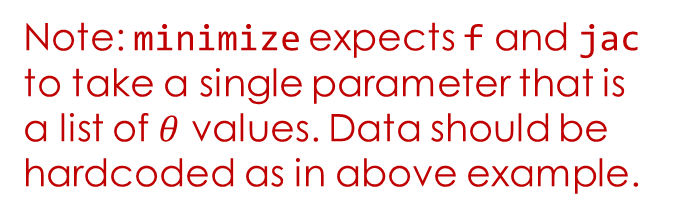 Note: minimize expects f and jac
to take a single parameter that is
a list of θ values. Data should be
hardcoded as in above example.